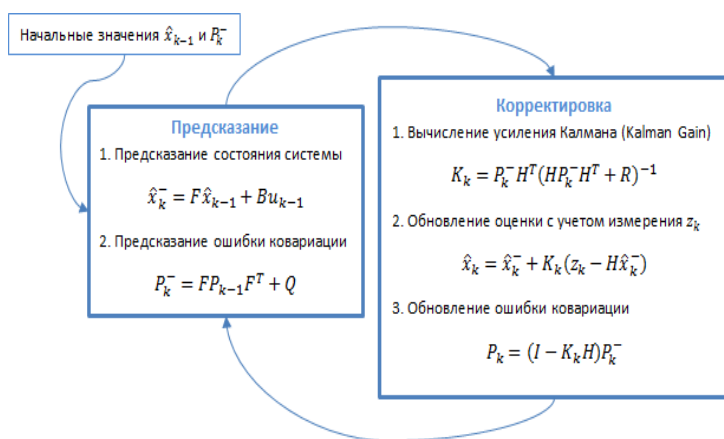 Начальные значения x̂ₖ₋₁ и Pₖ⁻
Предсказание
1. Предсказание состояния системы
x̂ₖ⁻ = Fx̂ₖ₋₁ + Buₖ₋₁
2. Предсказание ошибки ковариации
Pₖ⁻ = FPₖ₋₁Fᵀ + Q
Корректировка
1. Вычисление усиления Калмана (Kalman Gain)
Kₖ = Pₖ⁻Hᵀ(HPₖ⁻Hᵀ + R)⁻¹
2. Обновление оценки с учетом измерения zₖ
x̂ₖ = x̂ₖ⁻ + Kₖ(zₖ − Hx̂ₖ⁻)
3. Обновление ошибки ковариации
Pₖ = (I − KₖH)Pₖ⁻